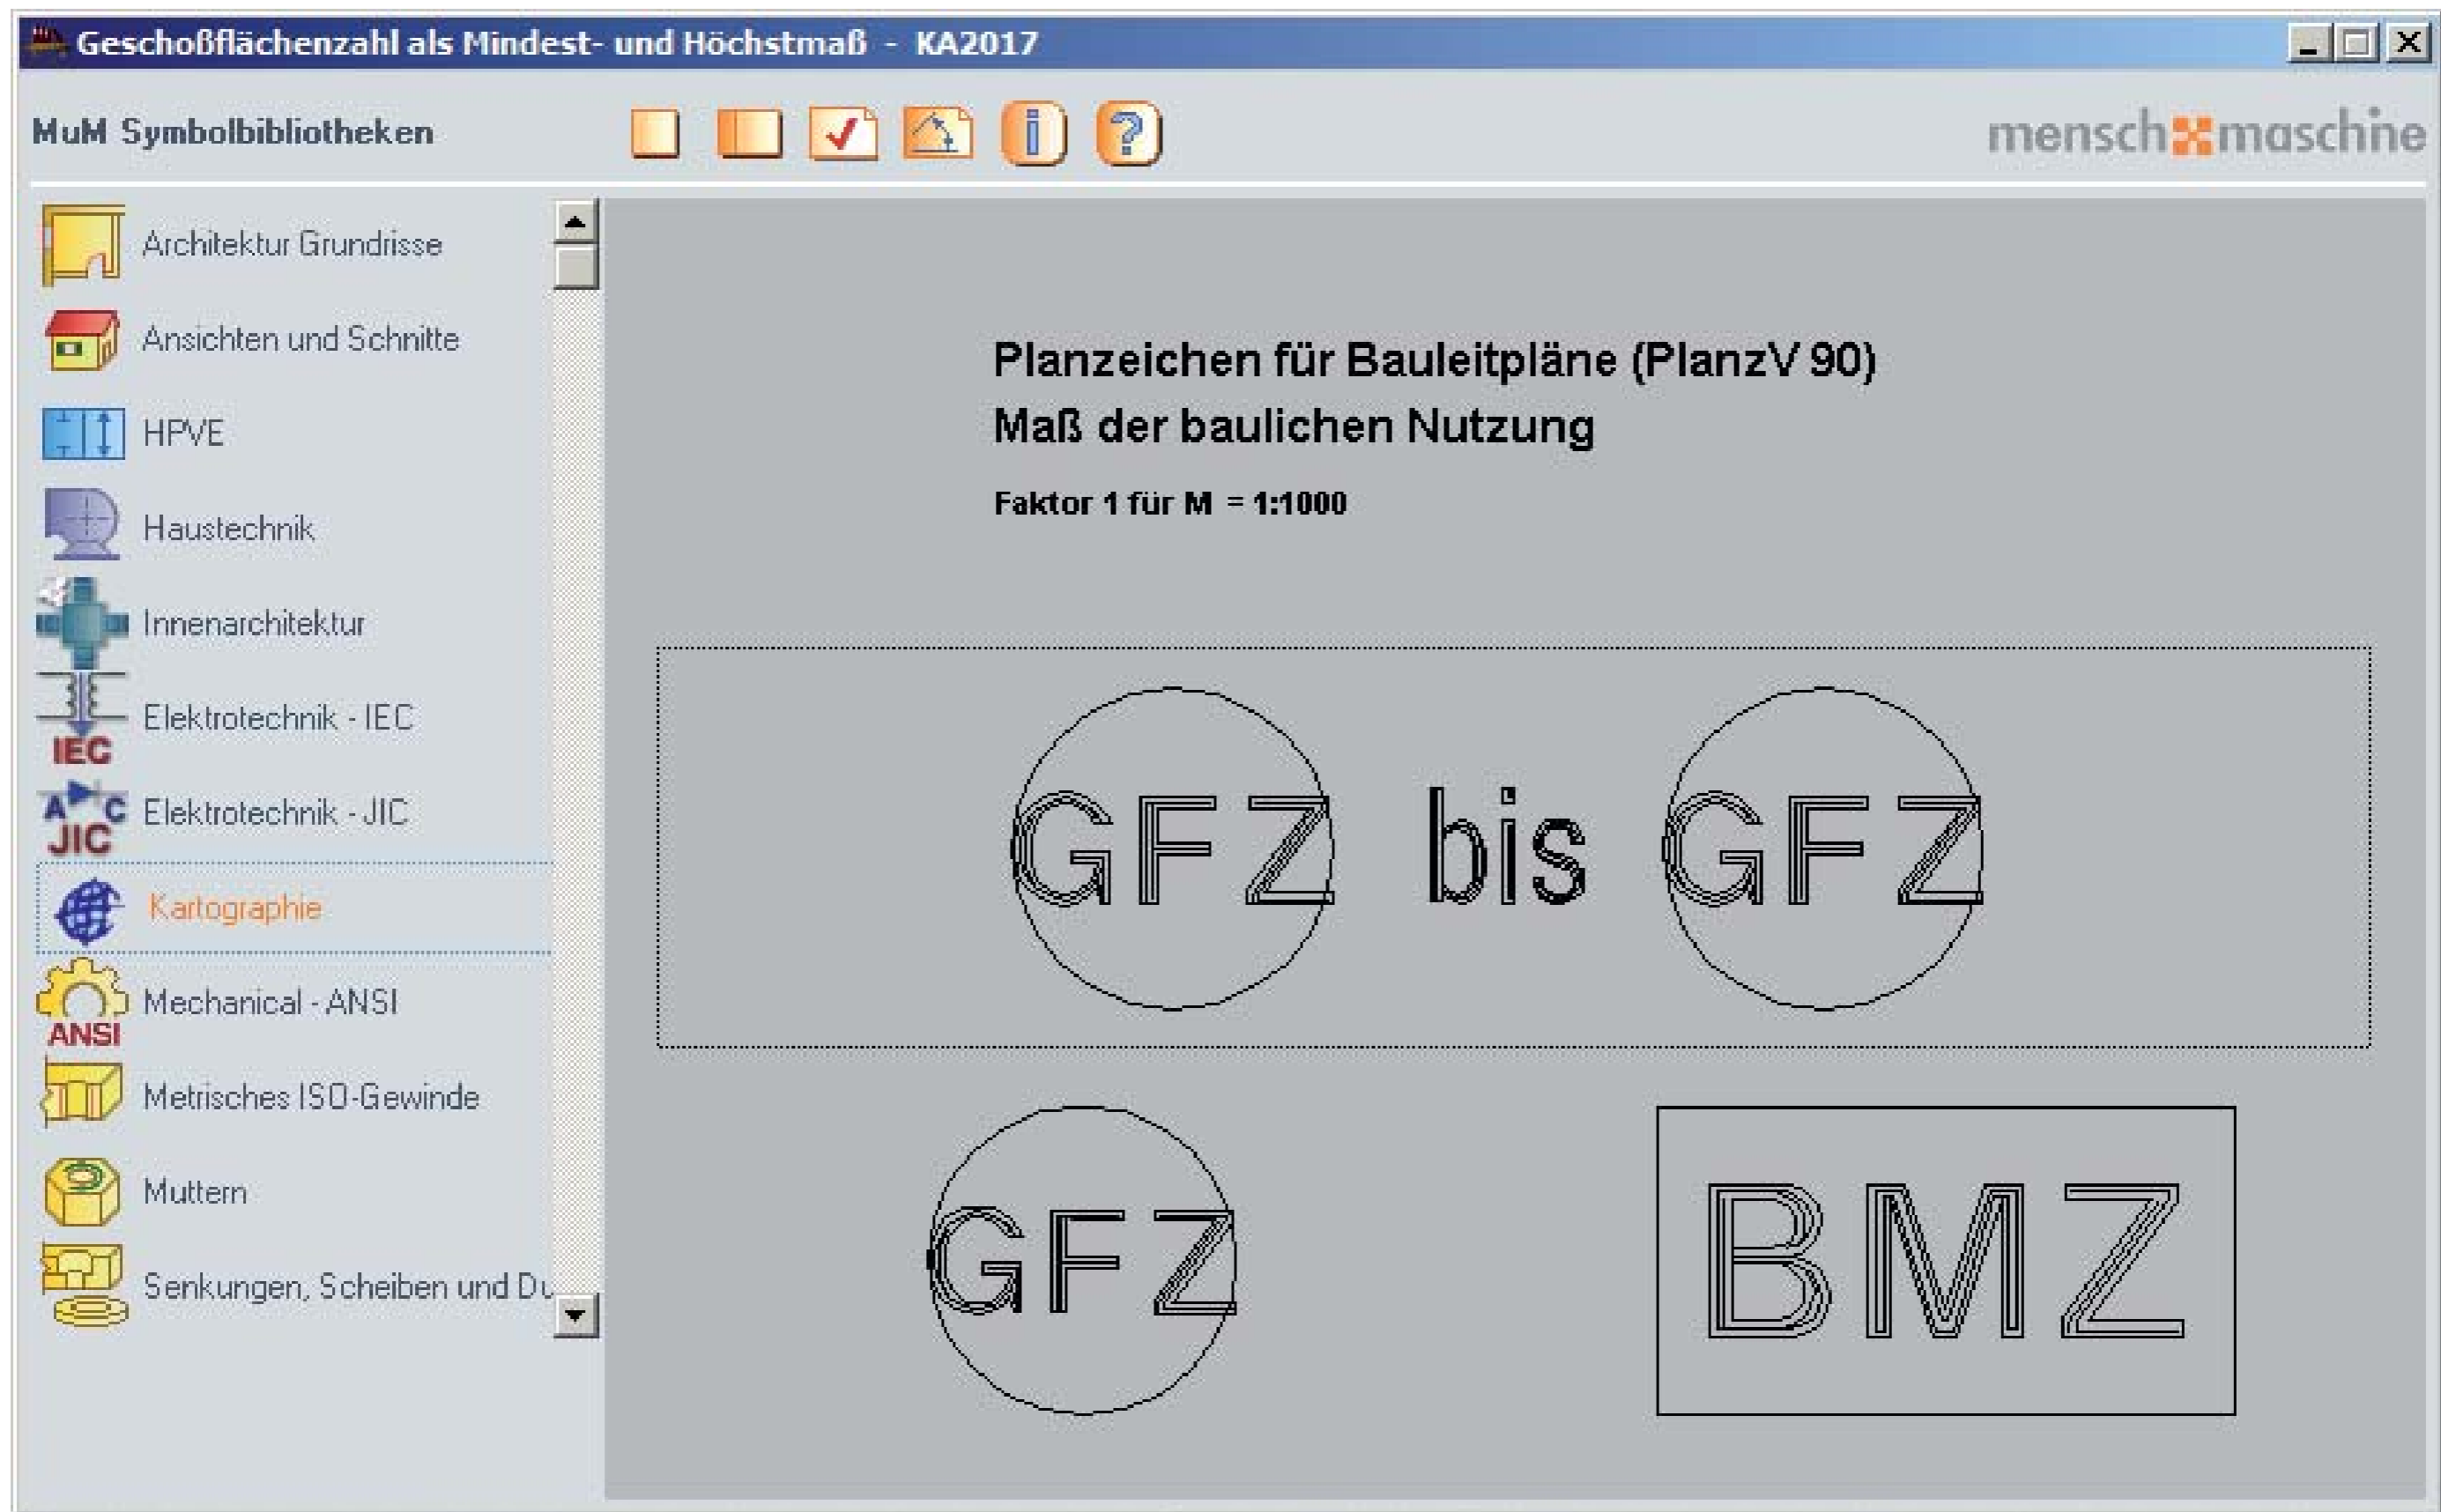 Geschoßflächenzahl als Mindest- und Höchstmaß - KA2017
MuM Symbolbibliotheken
mensch maschine
Architektur Grundrisse
Ansichten und Schnitte
HPVE
Haustechnik
Innenarchitektur
IEC
Elektrotechnik - IEC
A C
JIC
Elektrotechnik - JIC
Kartographie
ANSI
Mechanical - ANSI
Metrisches ISO-Gewinde
Muttern
Senkungen, Scheiben und Du
Planzeichen für Bauleitpläne (PlanzV 90)
Maß der baulichen Nutzung
Faktor 1 für M = 1:1000
GFZ bis GFZ
GFZ
BMZ